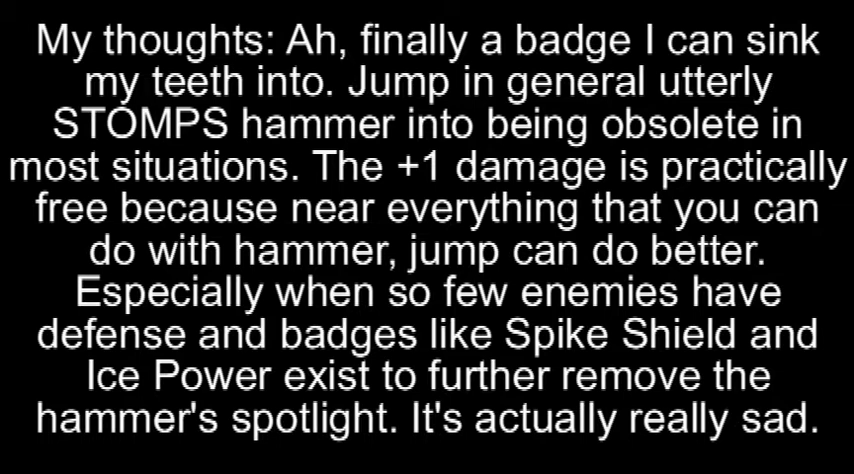 My thoughts: Ah, finally a badge I can sink
my teeth into. Jump in general utterly
STOMPS hammer into being obsolete in
most situations. The +1 damage is practically
free because near everything that you can
do with hammer, jump can do better.
Especially when so few enemies have
defense and badges like Spike Shield and
Ice Power exist to further remove the
hammer's spotlight. It's actually really sad.